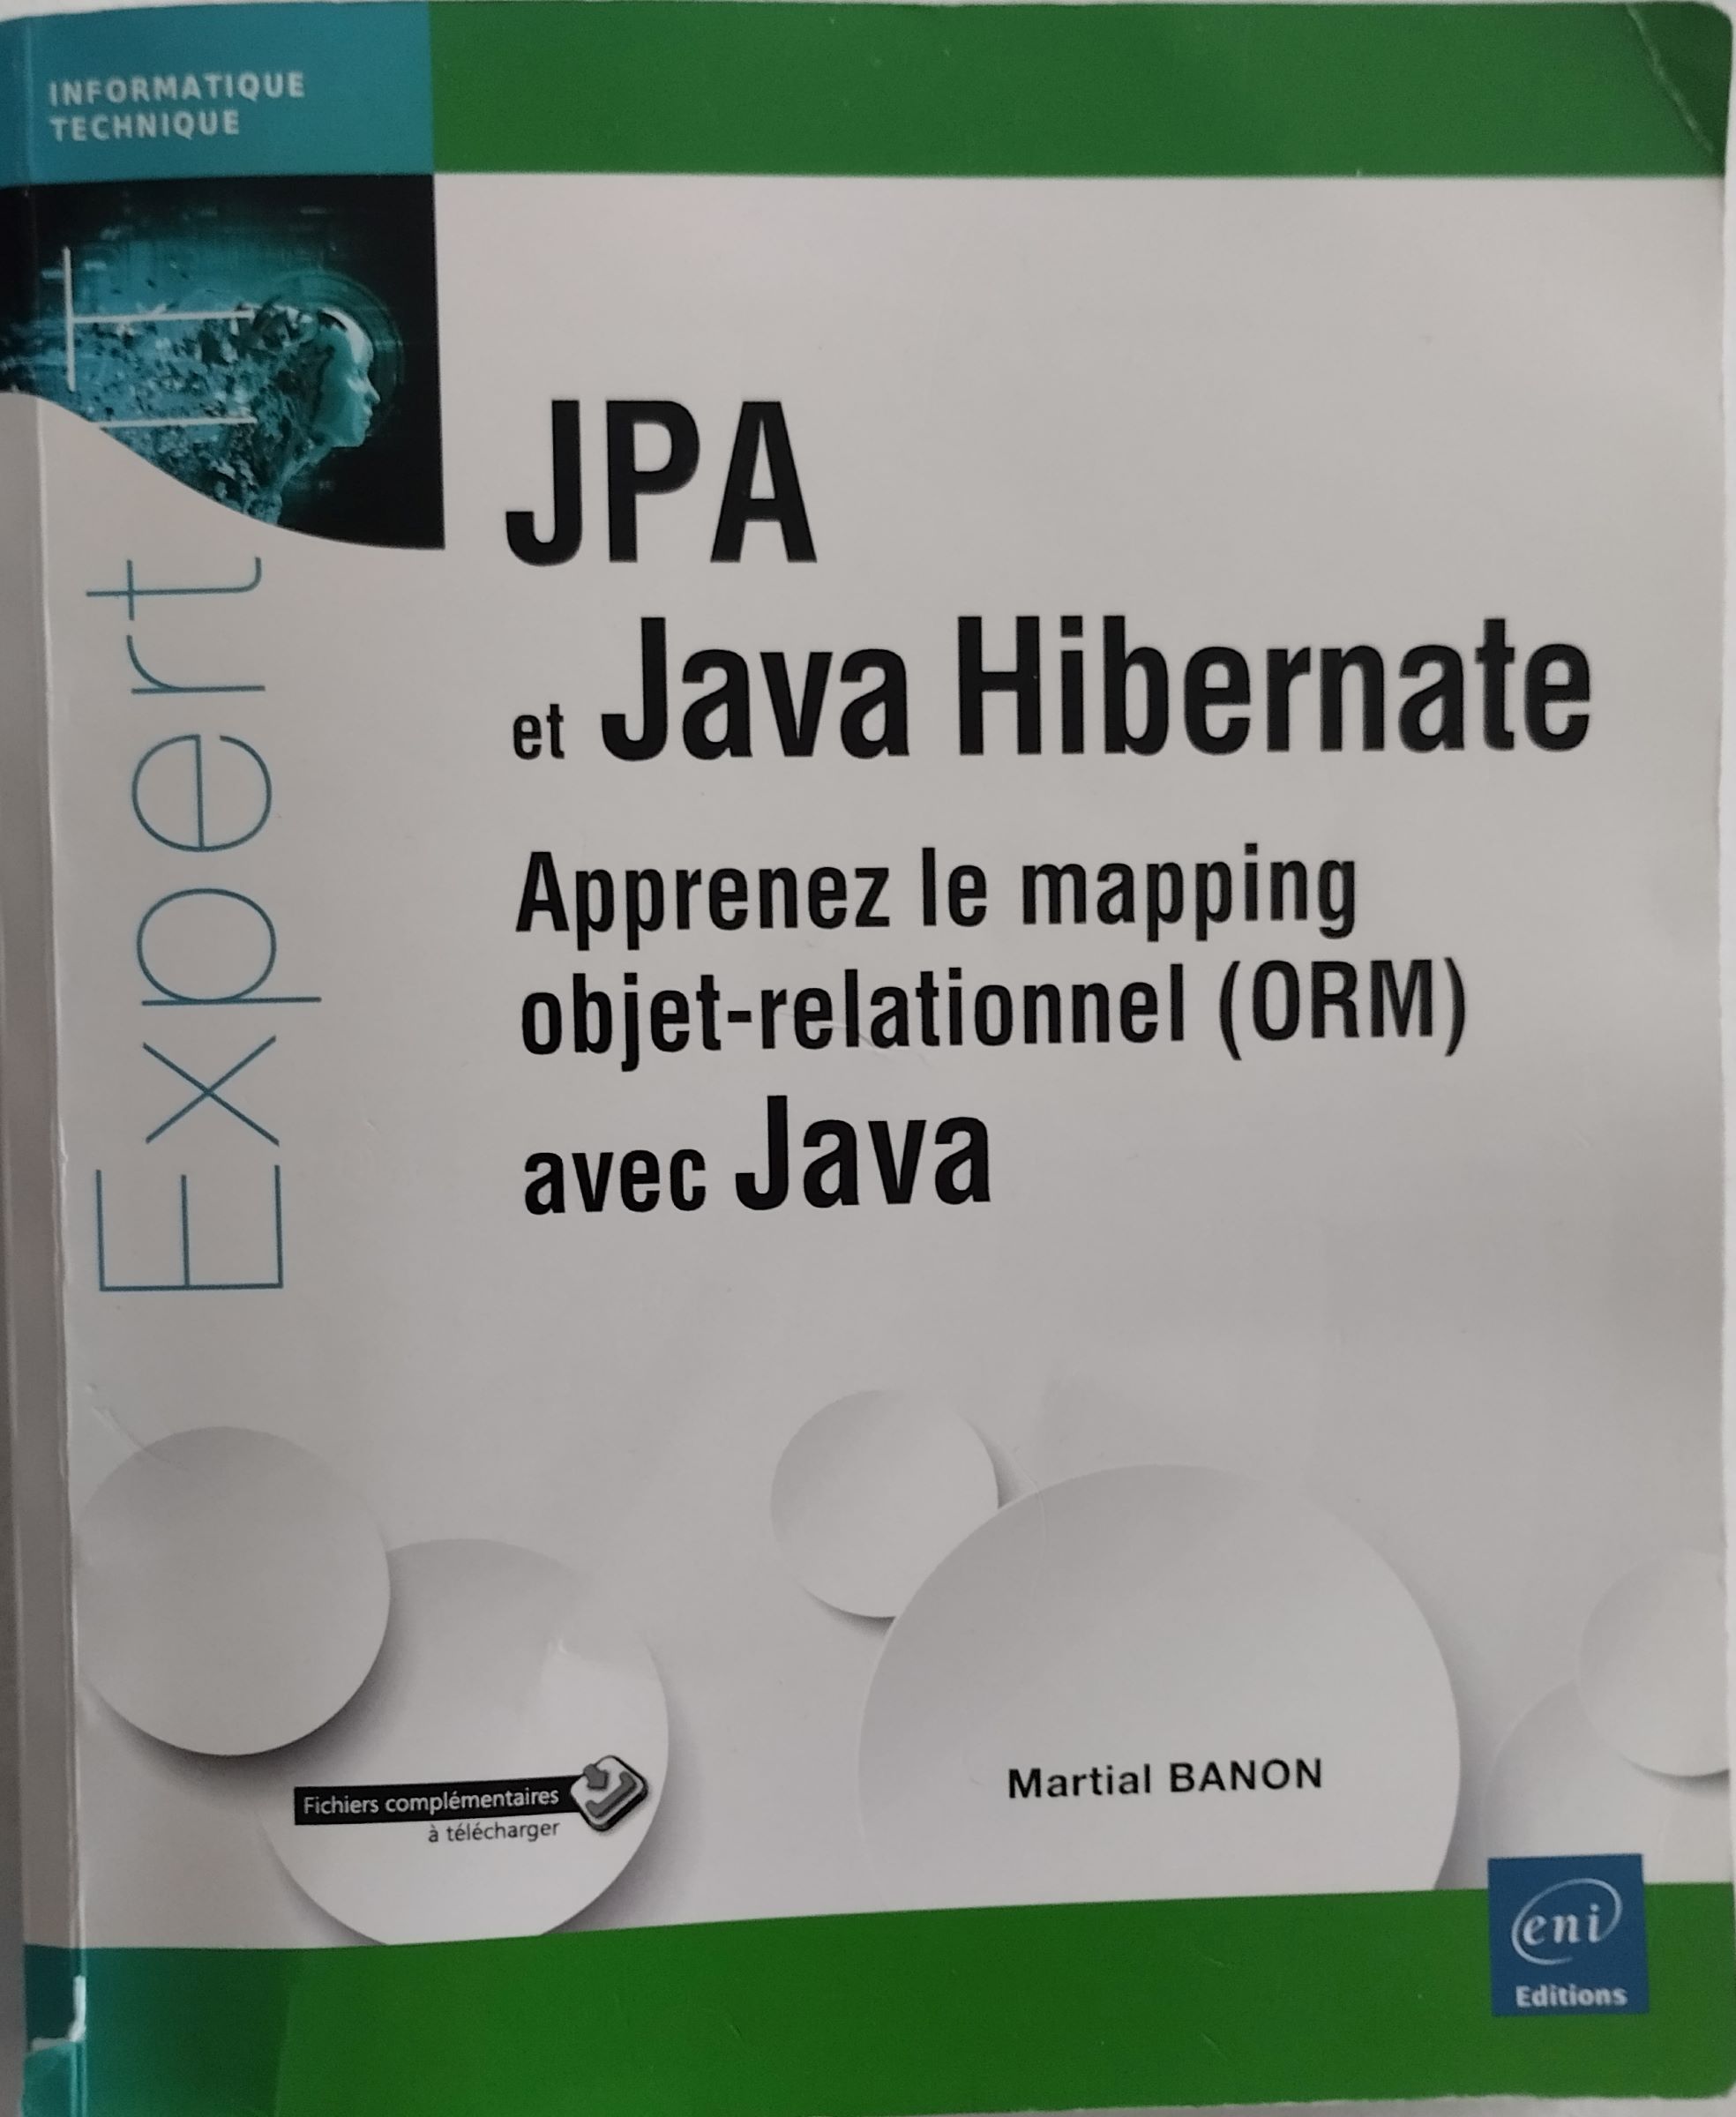 INFORMATIQUE
TECHNIQUE
Expert IT
JPA
et Java Hibernate
Apprenez le mapping
objet-relationnel (ORM)
avec Java
Martial BANON
Fichiers complémentaires
à télécharger
eni
Editions